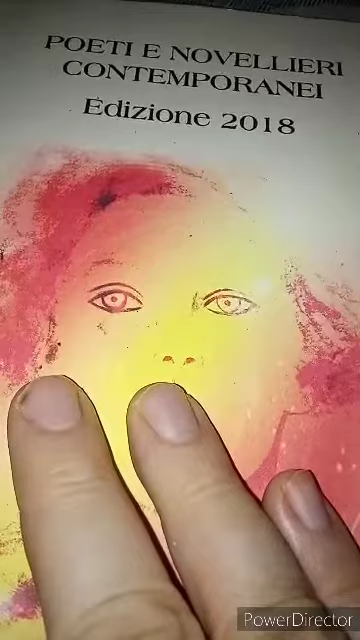 POETI E NOVELLIERI
CONTEMPORANEI
Edizione 2018
PowerDirector